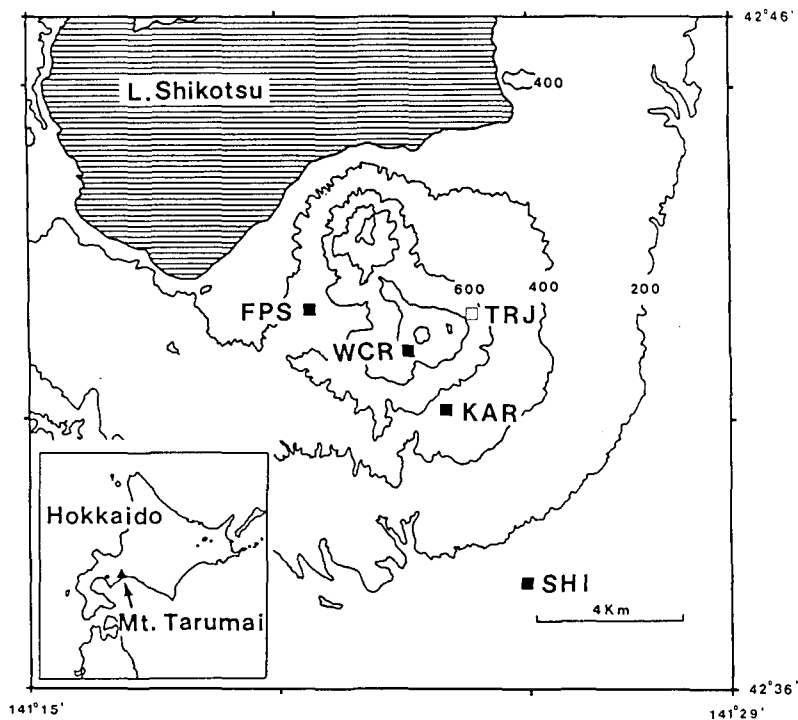 42°46'
L. Shikotsu
400
600 400 200
FPS
TRJ
WCR
KAR
Hokkaido
Mt. Tarumai
SHI
4Km
42°36'
141°15'
141°29'